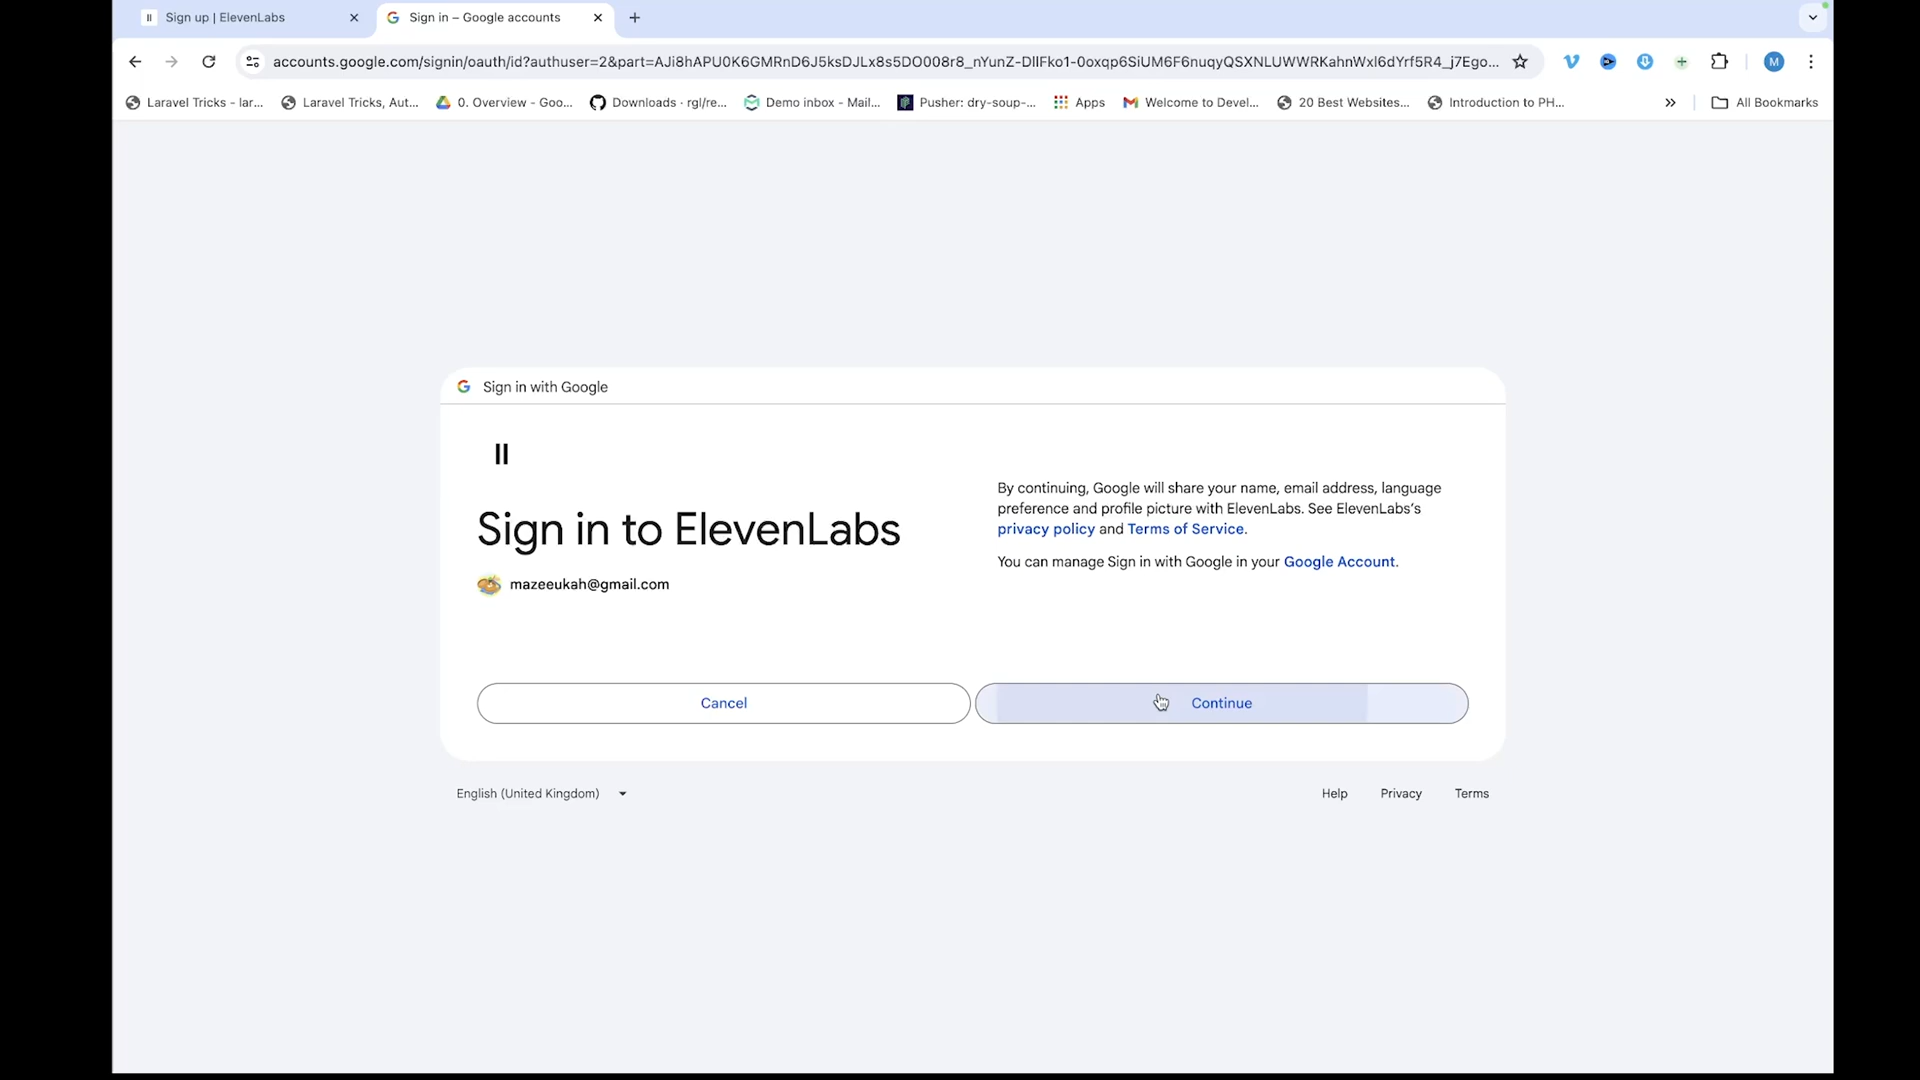 Sign up | ElevenLabs
Sign in – Google accounts
accounts.google.com/signin/oauth/id?authuser=2&part=AJi8hAPU0K6GMRnD6J5ksDJLx8s5DO008r8_nYunZ-DlIFko1-0oxqp6SiUM6F6nuqyQSXNLUWWRKahnWxl6dYrf5R4_j7Ego...
M
Laravel Tricks - lar...
Laravel Tricks, Aut...
0. Overview - Goo...
Downloads · rgl/re...
Demo inbox - Mail...
Pusher: dry-soup-...
Apps
Welcome to Devel...
20 Best Websites...
Introduction to PH...
All Bookmarks
Sign in with Google
Sign in to ElevenLabs
mazeeukah@gmail.com
By continuing, Google will share your name, email address, language
preference and profile picture with ElevenLabs. See ElevenLabs's
privacy policy and Terms of Service.
You can manage Sign in with Google in your Google Account.
Cancel
Continue
English (United Kingdom)
Help
Privacy
Terms